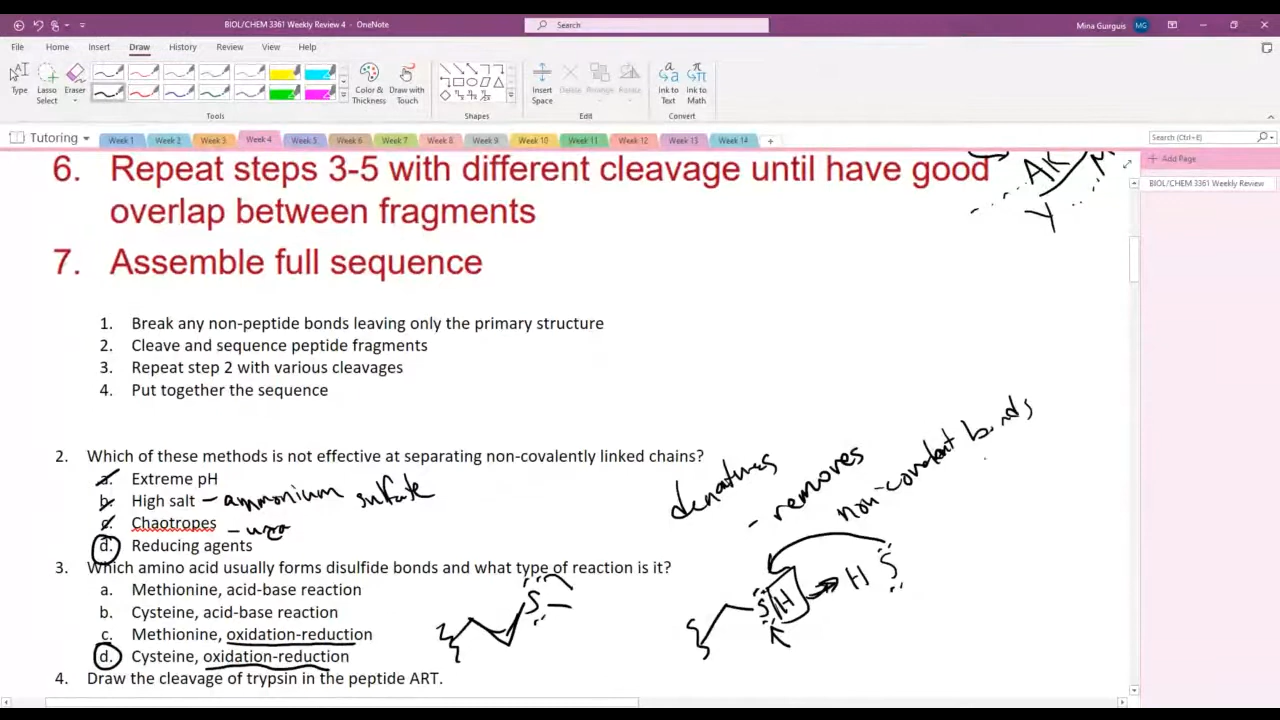 BIOL/CHEM 3361 Weekly Review 4 - OneNote
Search
Mina Guirguis MG
File Home Insert Draw History Review View Help
Type Lasso Select Eraser Color & Thickness Draw with Touch Insert Space Delete Arrange Rotate Ink to Text Ink to Math
Tools Shapes Edit Convert
Tutoring Week 1 Week 2 Week 3 Week 4 Week 5 Week 6 Week 7 Week 8 Week 9 Week 10 Week 11 Week 12 Week 13 Week 14 + Search (Ctrl+E)
+ Add Page
BIOL/CHEM 3361 Weekly Review
6. Repeat steps 3-5 with different cleavage until have good
overlap between fragments
AK
Y
7. Assemble full sequence
1. Break any non-peptide bonds leaving only the primary structure
2. Cleave and sequence peptide fragments
3. Repeat step 2 with various cleavages
4. Put together the sequence
2. Which of these methods is not effective at separating non-covalently linked chains?
a. Extreme pH
b. High salt - ammonium sulfate
c. Chaotropes - urea
d. Reducing agents
denatures
- removes
non-covalent bonds
3. Which amino acid usually forms disulfide bonds and what type of reaction is it?
a. Methionine, acid-base reaction
b. Cysteine, acid-base reaction
c. Methionine, oxidation-reduction
d. Cysteine, oxidation-reduction
S
S H H S
4. Draw the cleavage of trypsin in the peptide ART.